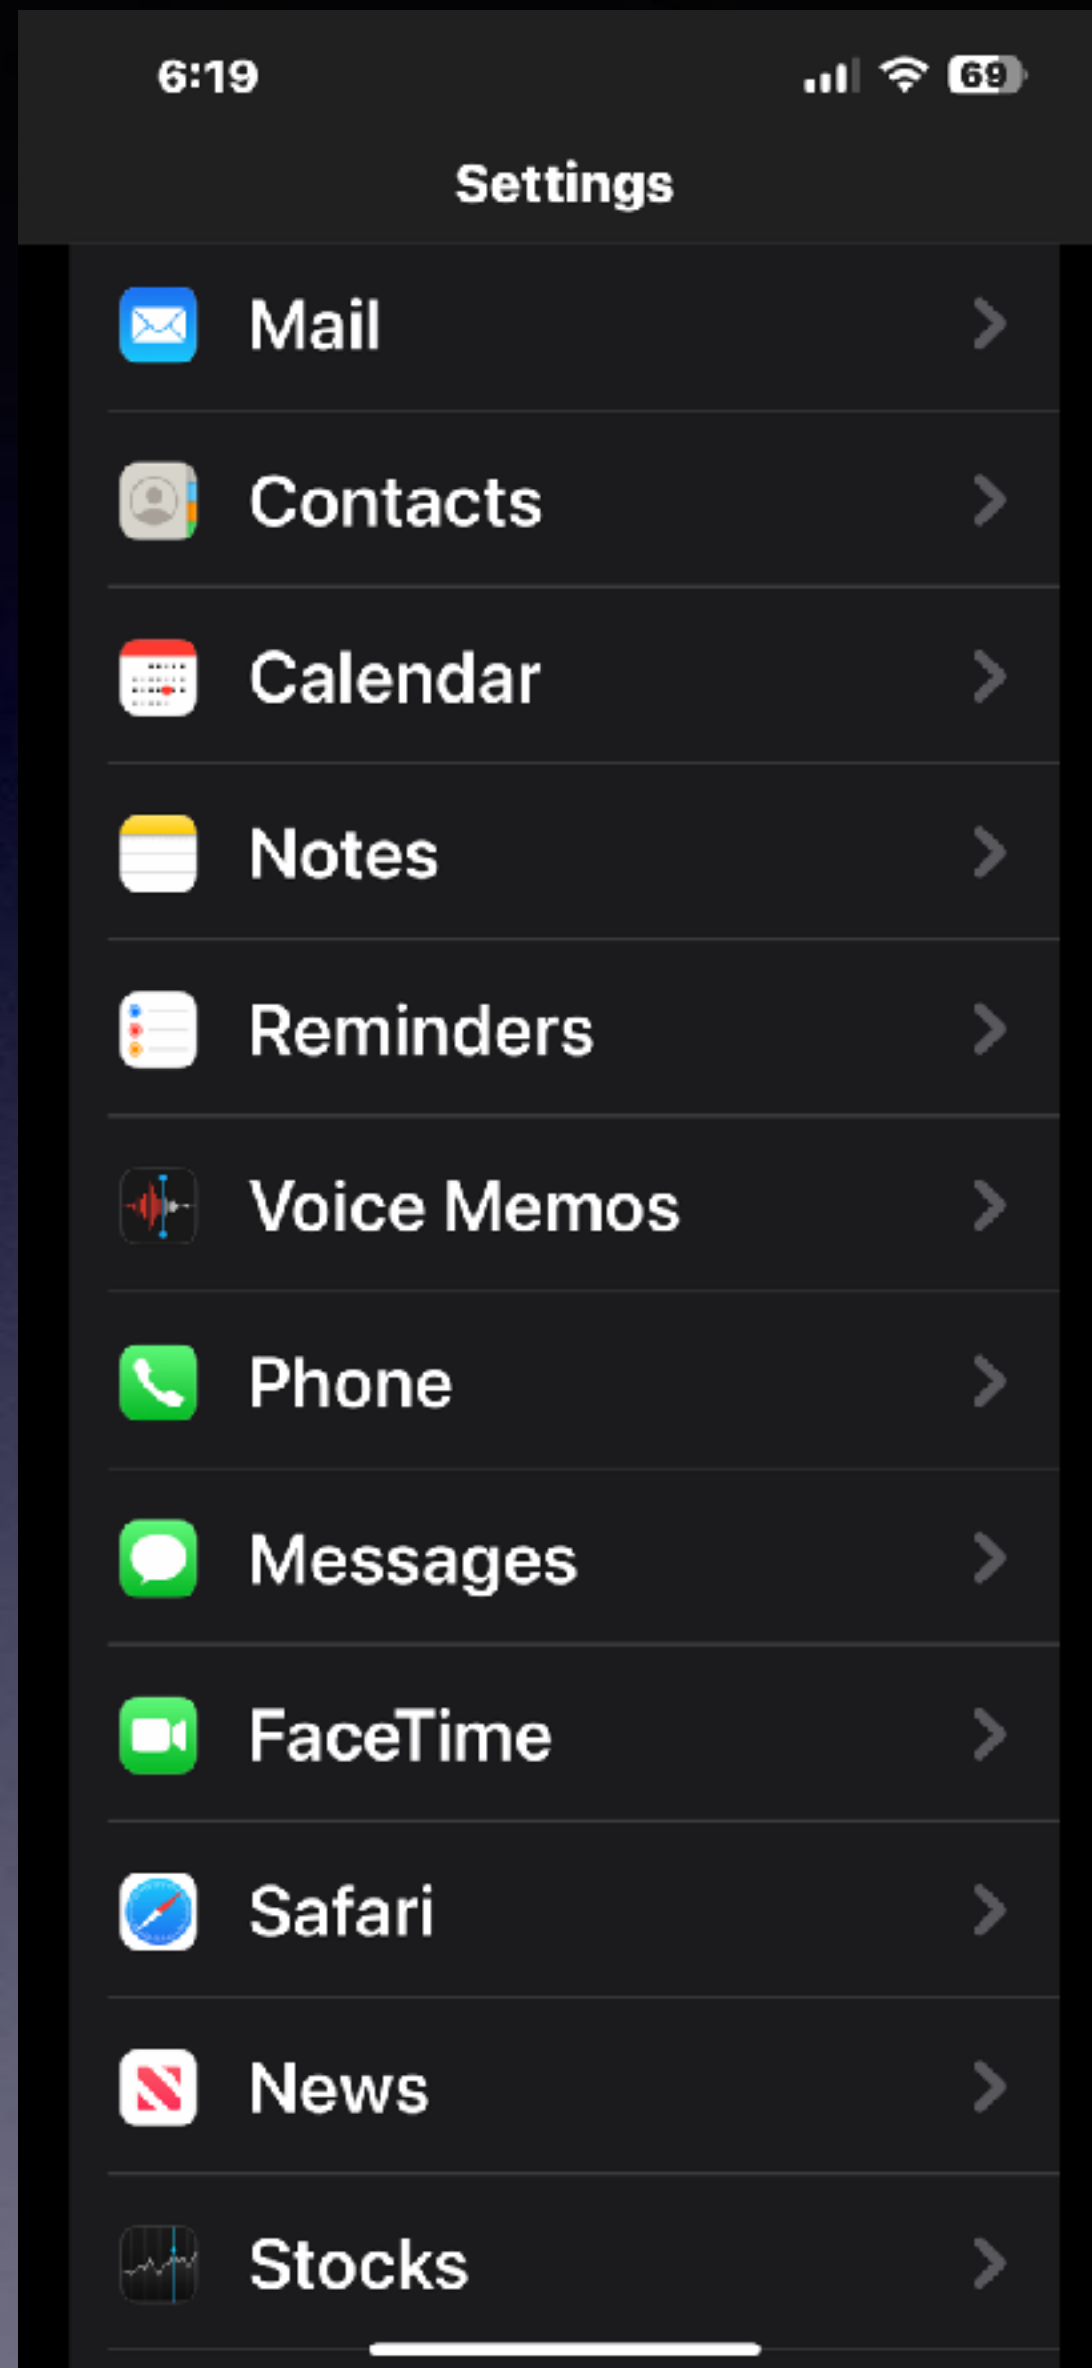 6:19
69
Settings
Mail
Contacts
Calendar
Notes
Reminders
Voice Memos
Phone
Messages
FaceTime
Safari
News
Stocks